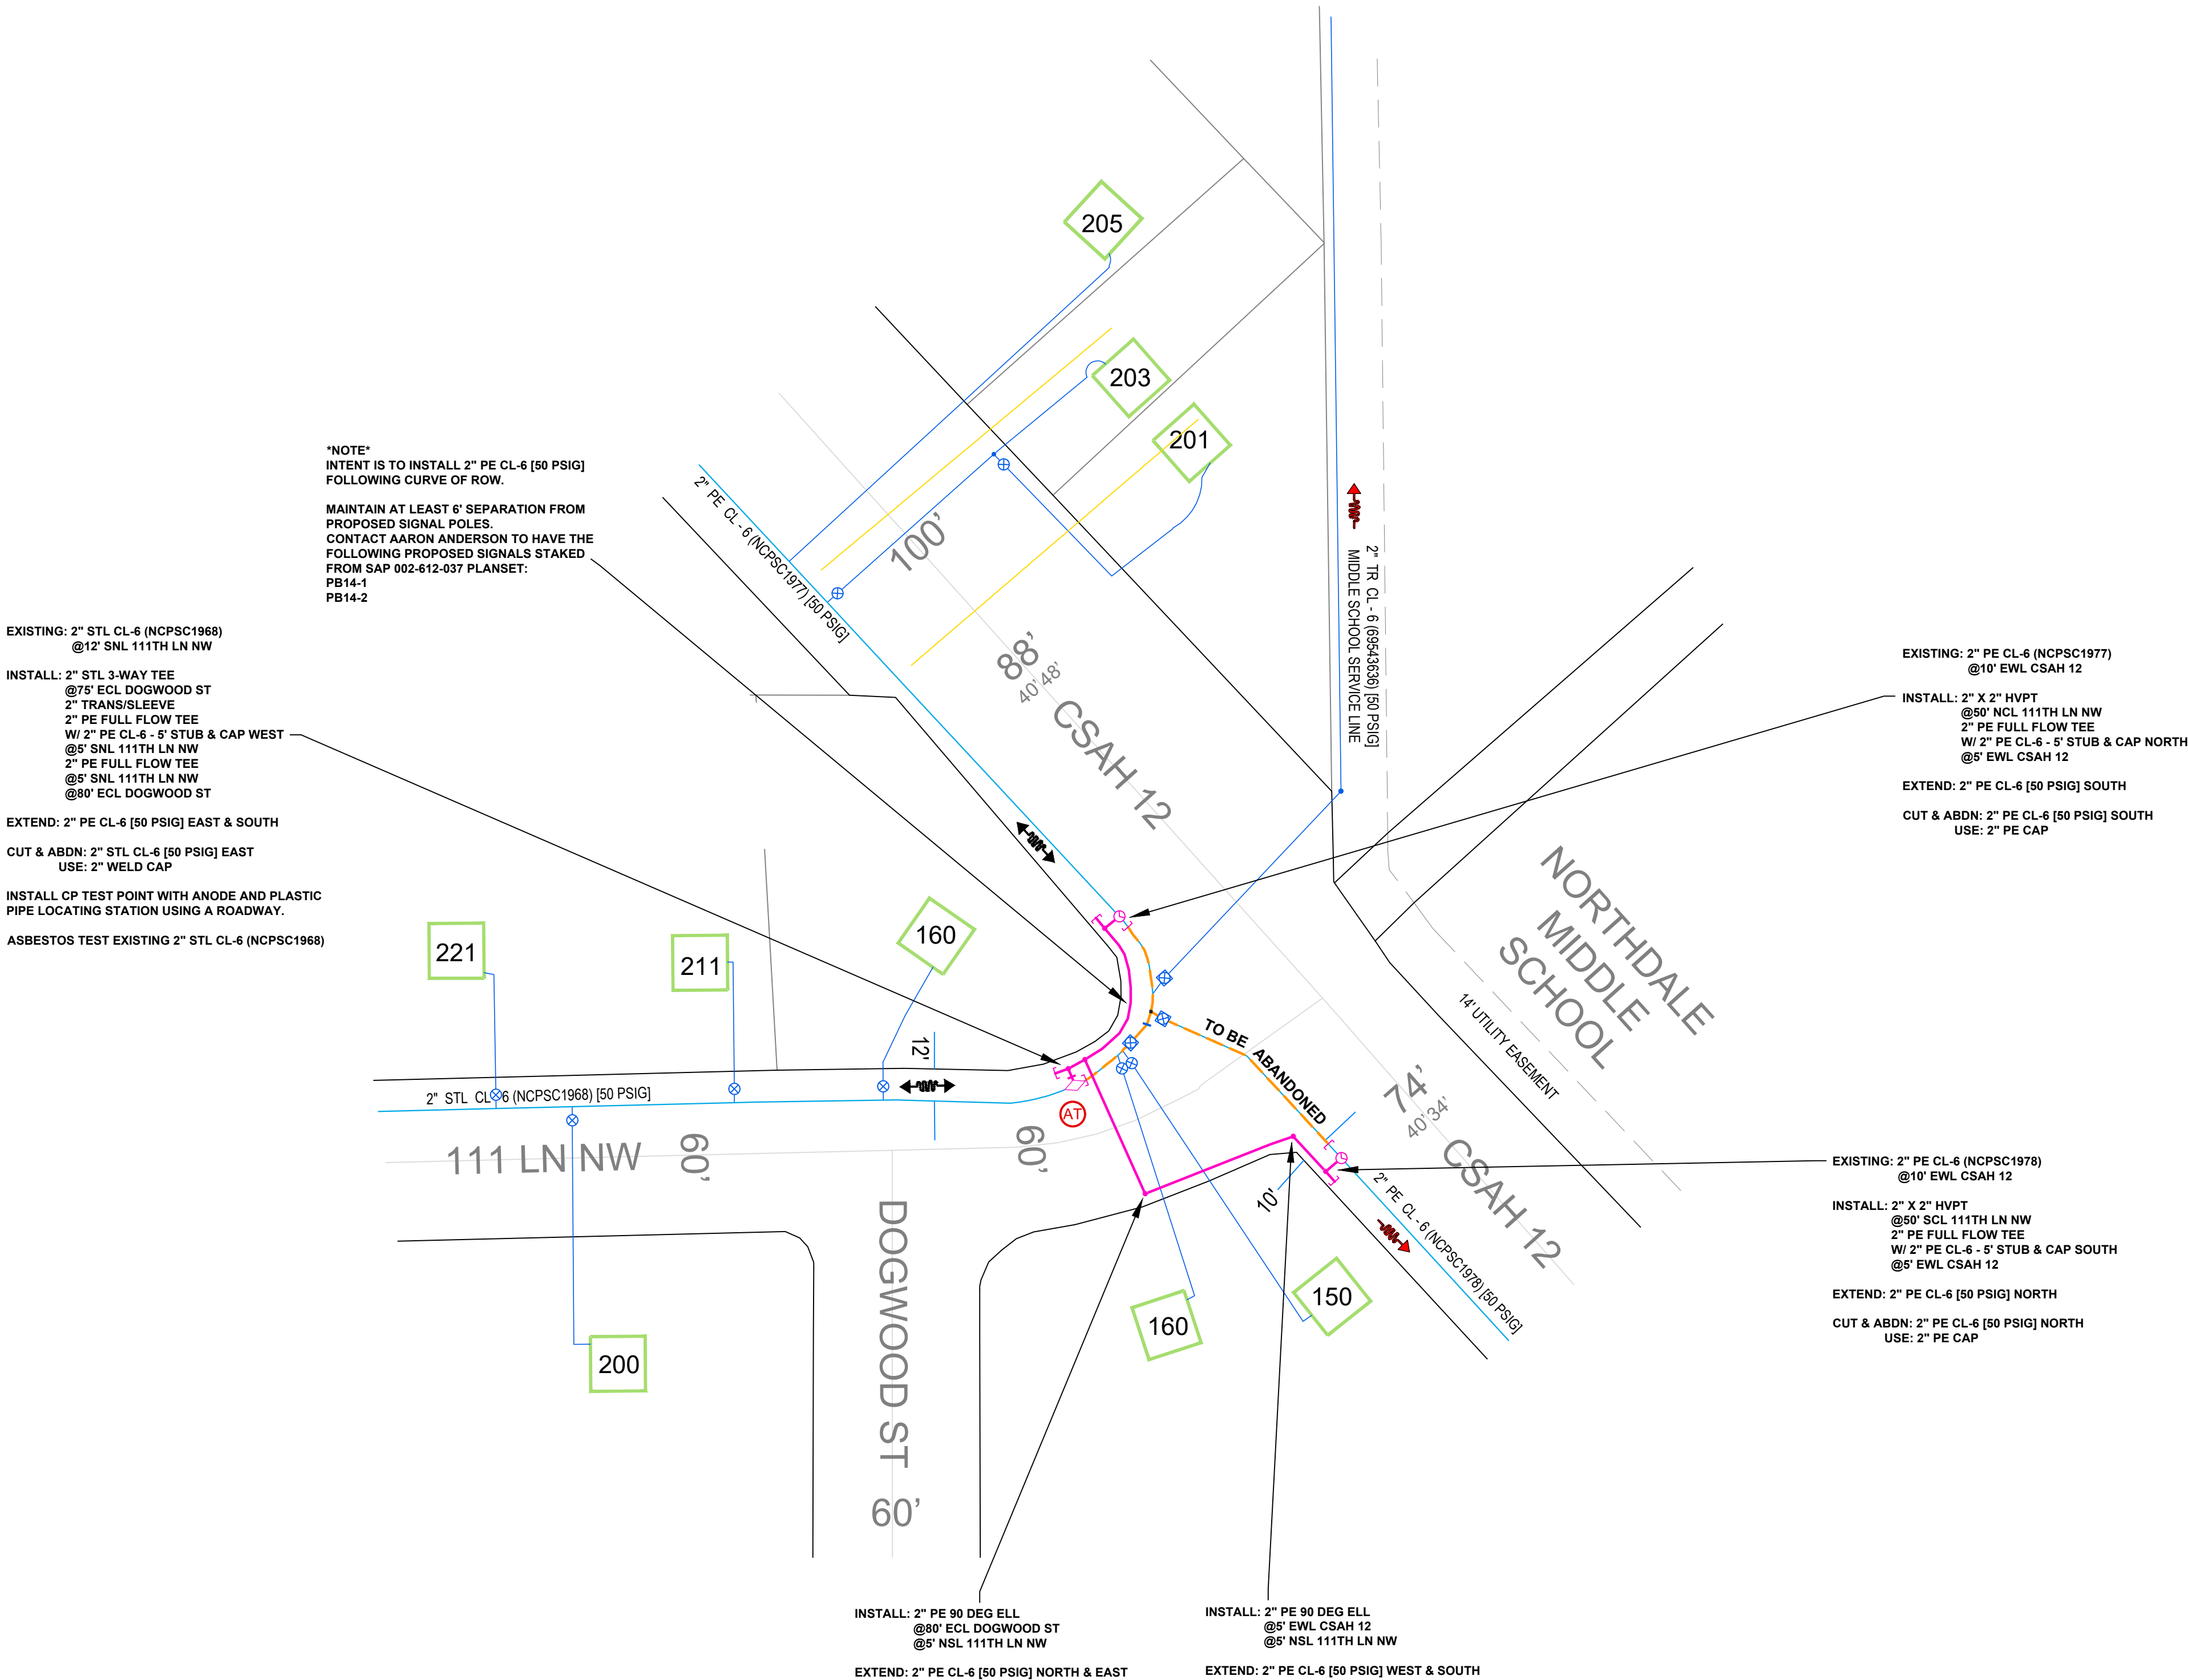 205
203
201
*NOTE*
INTENT IS TO INSTALL 2" PE CL-6 [50 PSIG]
FOLLOWING CURVE OF ROW.
MAINTAIN AT LEAST 6' SEPARATION FROM
PROPOSED SIGNAL POLES.
CONTACT AARON ANDERSON TO HAVE THE
FOLLOWING PROPOSED SIGNALS STAKED
FROM SAP 002-612-037 PLANSET:
PB14-1
PB14-2
2" PE CL - 6 (NCPSC1977) [50 PSIG]
100'
88'
40' 48'
CSAH 12
2" TR CL - 6 (69543636) [50 PSIG]
MIDDLE SCHOOL SERVICE LINE
EXISTING: 2" STL CL-6 (NCPSC1968)
@12' SNL 111TH LN NW
INSTALL: 2" STL 3-WAY TEE
@75' ECL DOGWOOD ST
2" TRANS/SLEEVE
2" PE FULL FLOW TEE
W/ 2" PE CL-6 - 5' STUB & CAP WEST
@5' SNL 111TH LN NW
2" PE FULL FLOW TEE
@5' SNL 111TH LN NW
@80' ECL DOGWOOD ST
EXTEND: 2" PE CL-6 [50 PSIG] EAST & SOUTH
CUT & ABDN: 2" STL CL-6 [50 PSIG] EAST
USE: 2" WELD CAP
INSTALL CP TEST POINT WITH ANODE AND PLASTIC
PIPE LOCATING STATION USING A ROADWAY.
ASBESTOS TEST EXISTING 2" STL CL-6 (NCPSC1968)
EXISTING: 2" PE CL-6 (NCPSC1977)
@10' EWL CSAH 12
INSTALL: 2" X 2" HVPT
@50' NCL 111TH LN NW
2" PE FULL FLOW TEE
W/ 2" PE CL-6 - 5' STUB & CAP NORTH
@5' EWL CSAH 12
EXTEND: 2" PE CL-6 [50 PSIG] SOUTH
CUT & ABDN: 2" PE CL-6 [50 PSIG] SOUTH
USE: 2" PE CAP
NORTHDALE
MIDDLE
SCHOOL
14' UTILITY EASEMENT
221
211
160
12'
2" STL CL - 6 (NCPSC1968) [50 PSIG]
AT
TO BE ABANDONED
111 LN NW
60'
60'
74'
40' 34'
CSAH 12
10'
2" PE CL - 6 (NCPSC1978) [50 PSIG]
EXISTING: 2" PE CL-6 (NCPSC1978)
@10' EWL CSAH 12
INSTALL: 2" X 2" HVPT
@50' SCL 111TH LN NW
2" PE FULL FLOW TEE
W/ 2" PE CL-6 - 5' STUB & CAP SOUTH
@5' EWL CSAH 12
EXTEND: 2" PE CL-6 [50 PSIG] NORTH
CUT & ABDN: 2" PE CL-6 [50 PSIG] NORTH
USE: 2" PE CAP
200
DOGWOOD ST
60'
160
150
INSTALL: 2" PE 90 DEG ELL
@80' ECL DOGWOOD ST
@5' NSL 111TH LN NW
EXTEND: 2" PE CL-6 [50 PSIG] NORTH & EAST
INSTALL: 2" PE 90 DEG ELL
@5' EWL CSAH 12
@5' NSL 111TH LN NW
EXTEND: 2" PE CL-6 [50 PSIG] WEST & SOUTH